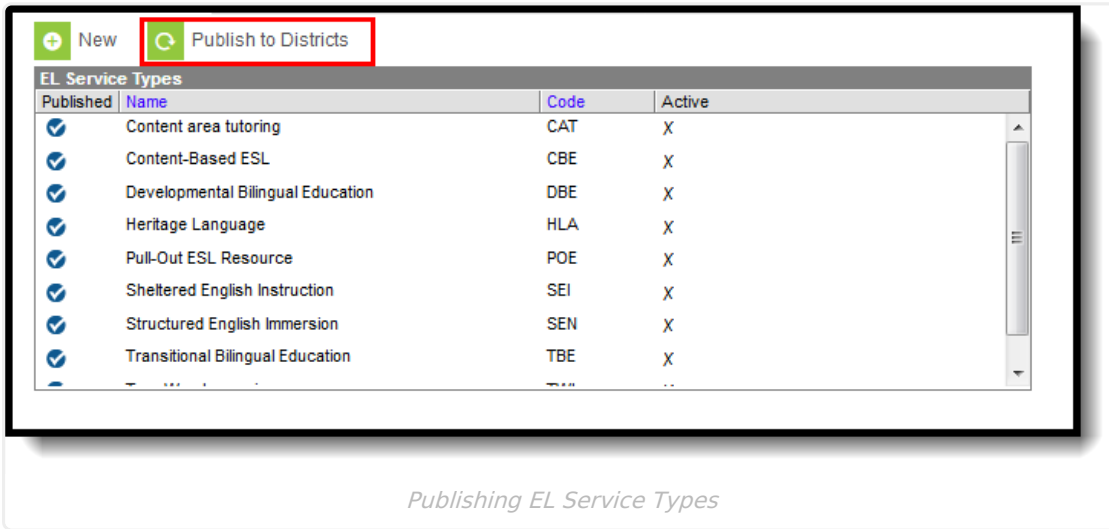 New Publish to Districts
EL Service Types
Published Name Code Active
Content area tutoring CAT X
Content-Based ESL CBE X
Developmental Bilingual Education DBE X
Heritage Language HLA X
Pull-Out ESL Resource POE X
Sheltered English Instruction SEI X
Structured English Immersion SEN X
Transitional Bilingual Education TBE X
Publishing EL Service Types